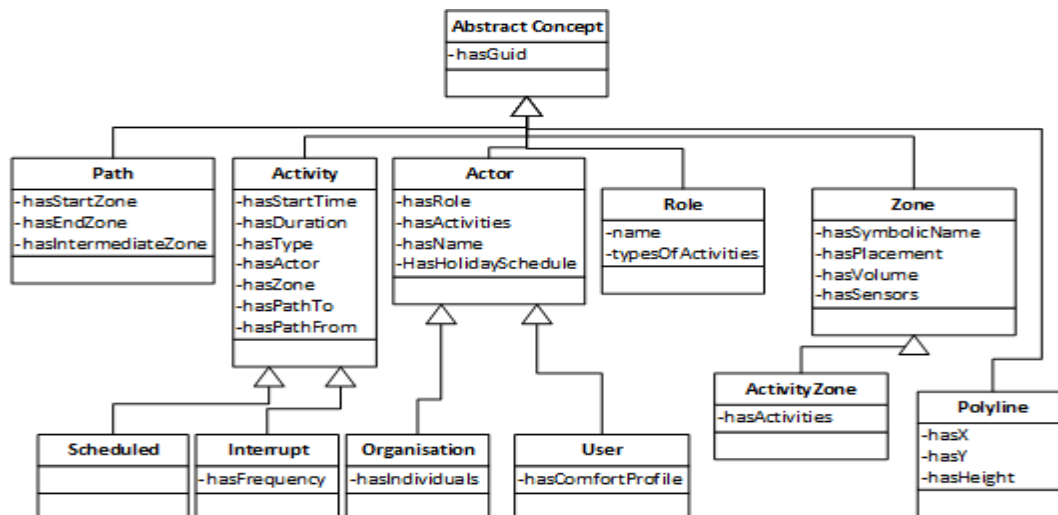 Abstract Concept
-hasGuid
Path
-hasStartZone
-hasEndZone
-hasIntermediateZone
Activity
-hasStartTime
-hasDuration
-hasType
-hasActor
-hasZone
-hasPathTo
-hasPathFrom
Actor
-hasRole
-hasActivities
-hasName
-HasHolidaySchedule
Role
-name
-typesOfActivities
Zone
-hasSymbolicName
-hasPlacement
-hasVolume
-hasSensors
Scheduled
Interrupt
-hasFrequency
Organisation
-hasIndividuals
User
-hasComfortProfile
ActivityZone
-hasActivities
Polyline
-hasX
-hasY
-hasHeight